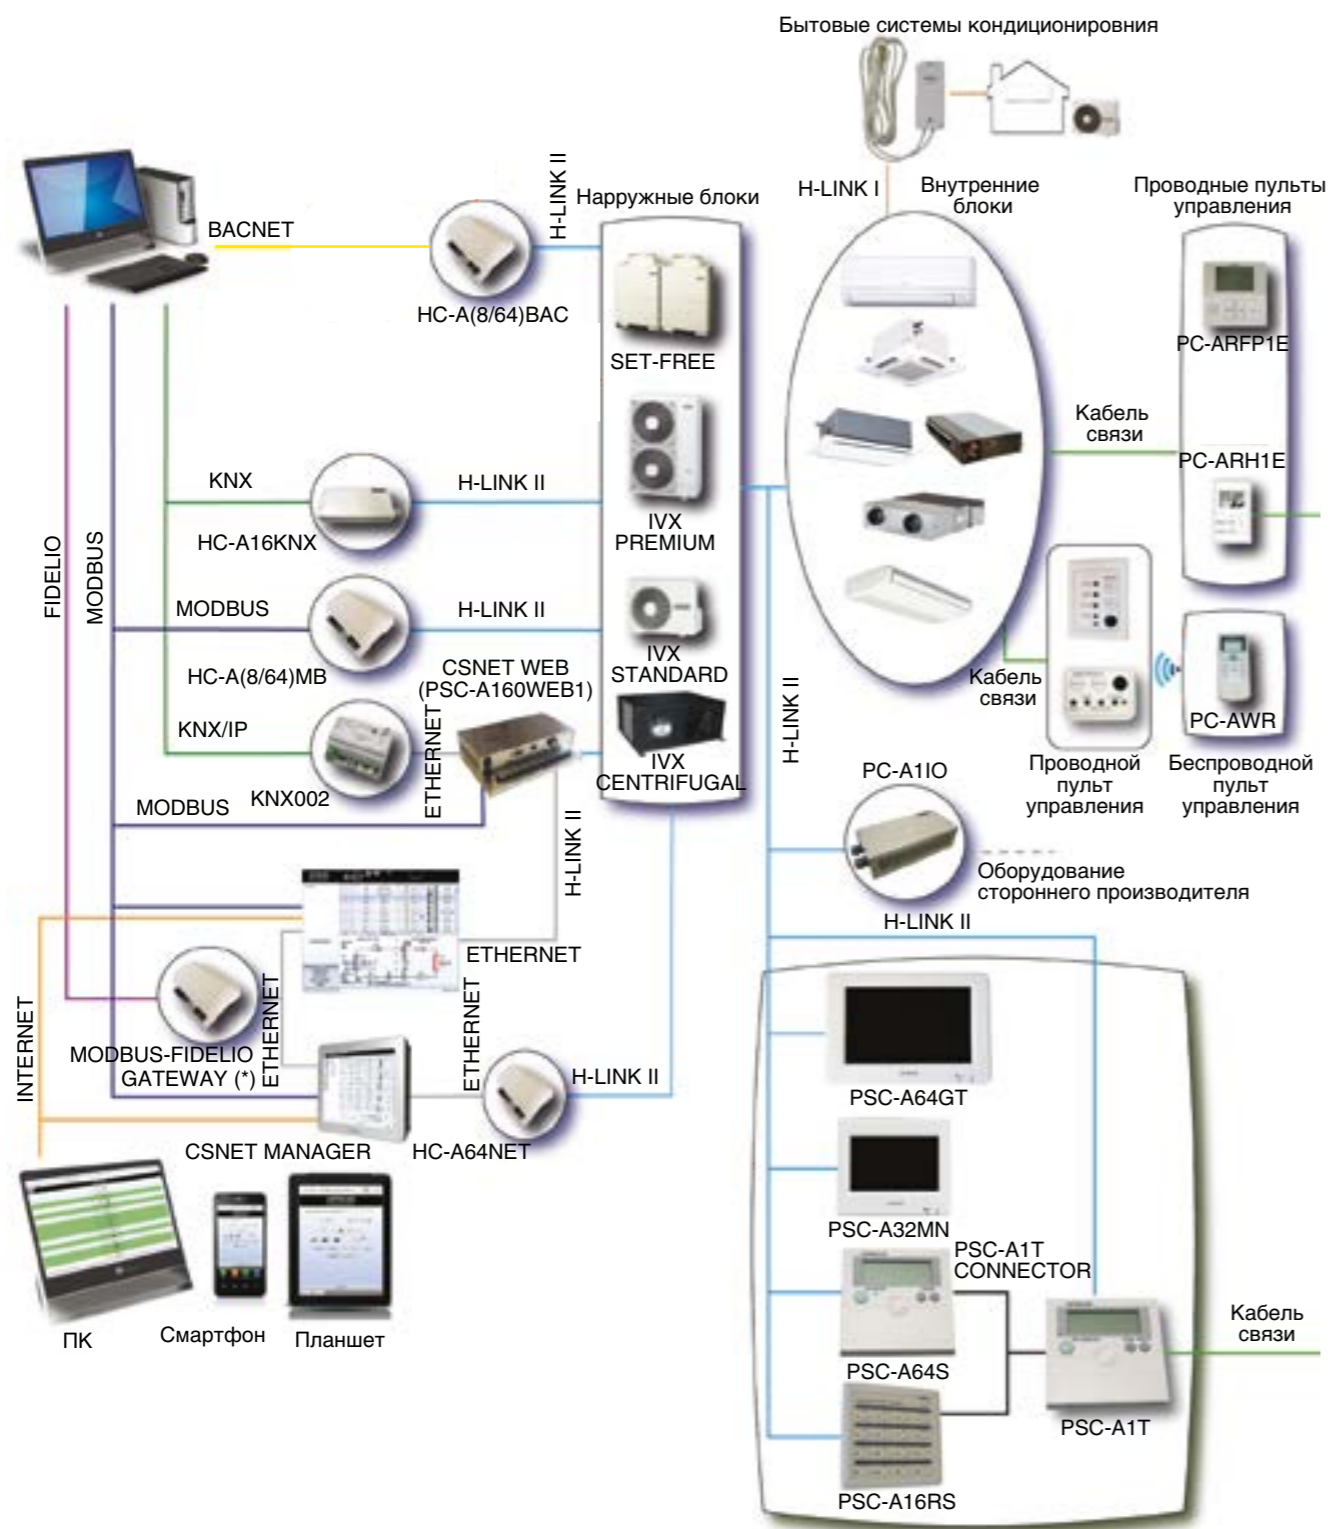 Бытовые системы кондиционировния
H-LINK I
Внутренние
блоки
Проводные пульты
управления
Нарружные блоки
H-LINK II
BACNET
HC-A(8/64)BAC
SET-FREE
PC-ARFP1E
Кабель
связи
PC-ARH1E
KNX
H-LINK II
HC-A16KNX
IVX
PREMIUM
FIDELIO
MODBUS
MODBUS
H-LINK II
HC-A(8/64)MB
CSNET WEB
(PSC-A160WEB1)
IVX
STANDARD
Кабель
связи
PC-AWR
KNX/IP
KNX002
ETHERNET
IVX
CENTRIFUGAL
H-LINK II
PC-A1IO
Проводной
пульт
управления
Беспроводной
пульт
управления
MODBUS
H-LINK II
Оборудование
стороннего производителя
H-LINK II
ETHERNET
INTERNET
MODBUS-FIDELIO
GATEWAY (*)
ETHERNET
ETHERNET
H-LINK II
CSNET MANAGER
HC-A64NET
PSC-A64GT
PSC-A32MN
PSC-A1T
CONNECTOR
ПК
Смартфон
Планшет
Кабель
связи
PSC-A64S
PSC-A1T
PSC-A16RS